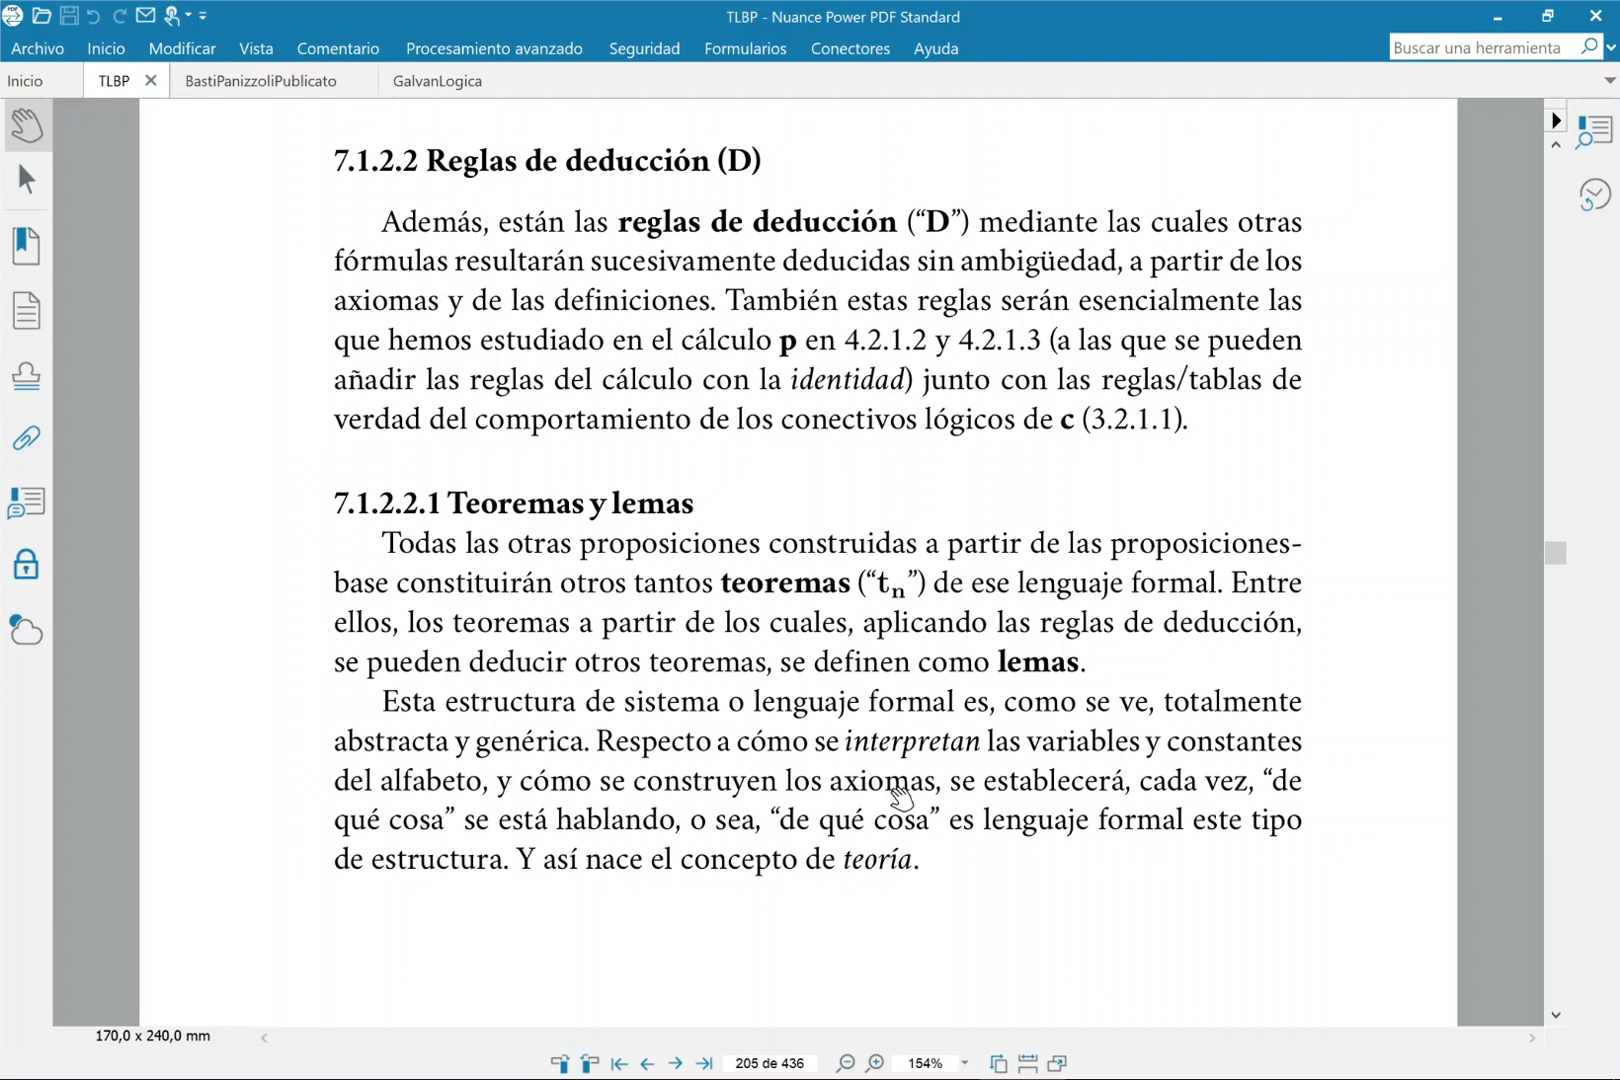 TLBP - Nuance Power PDF Standard
Archivo Inicio Modificar Vista Comentario Procesamiento avanzado Seguridad Formularios Conectores Ayuda
Buscar una herramienta
Inicio TLBP BastiPanizzoliPublicato GalvanLogica
7.1.2.2 Reglas de deducción (D)
Además, están las reglas de deducción (“D”) mediante las cuales otras
fórmulas resultarán sucesivamente deducidas sin ambigüedad, a partir de los
axiomas y de las definiciones. También estas reglas serán esencialmente las
que hemos estudiado en el cálculo p en 4.2.1.2 y 4.2.1.3 (a las que se pueden
añadir las reglas del cálculo con la identidad) junto con las reglas/tablas de
verdad del comportamiento de los conectivos lógicos de c (3.2.1.1).
7.1.2.2.1 Teoremas y lemas
Todas las otras proposiciones construidas a partir de las proposiciones-
base constituirán otros tantos teoremas (“tn”) de ese lenguaje formal. Entre
ellos, los teoremas a partir de los cuales, aplicando las reglas de deducción,
se pueden deducir otros teoremas, se definen como lemas.
Esta estructura de sistema o lenguaje formal es, como se ve, totalmente
abstracta y genérica. Respecto a cómo se interpretan las variables y constantes
del alfabeto, y cómo se construyen los axiomas, se establecerá, cada vez, “de
qué cosa” se está hablando, o sea, “de qué cosa” es lenguaje formal este tipo
de estructura. Y así nace el concepto de teoría.
170,0 x 240,0 mm
205 de 436 154%